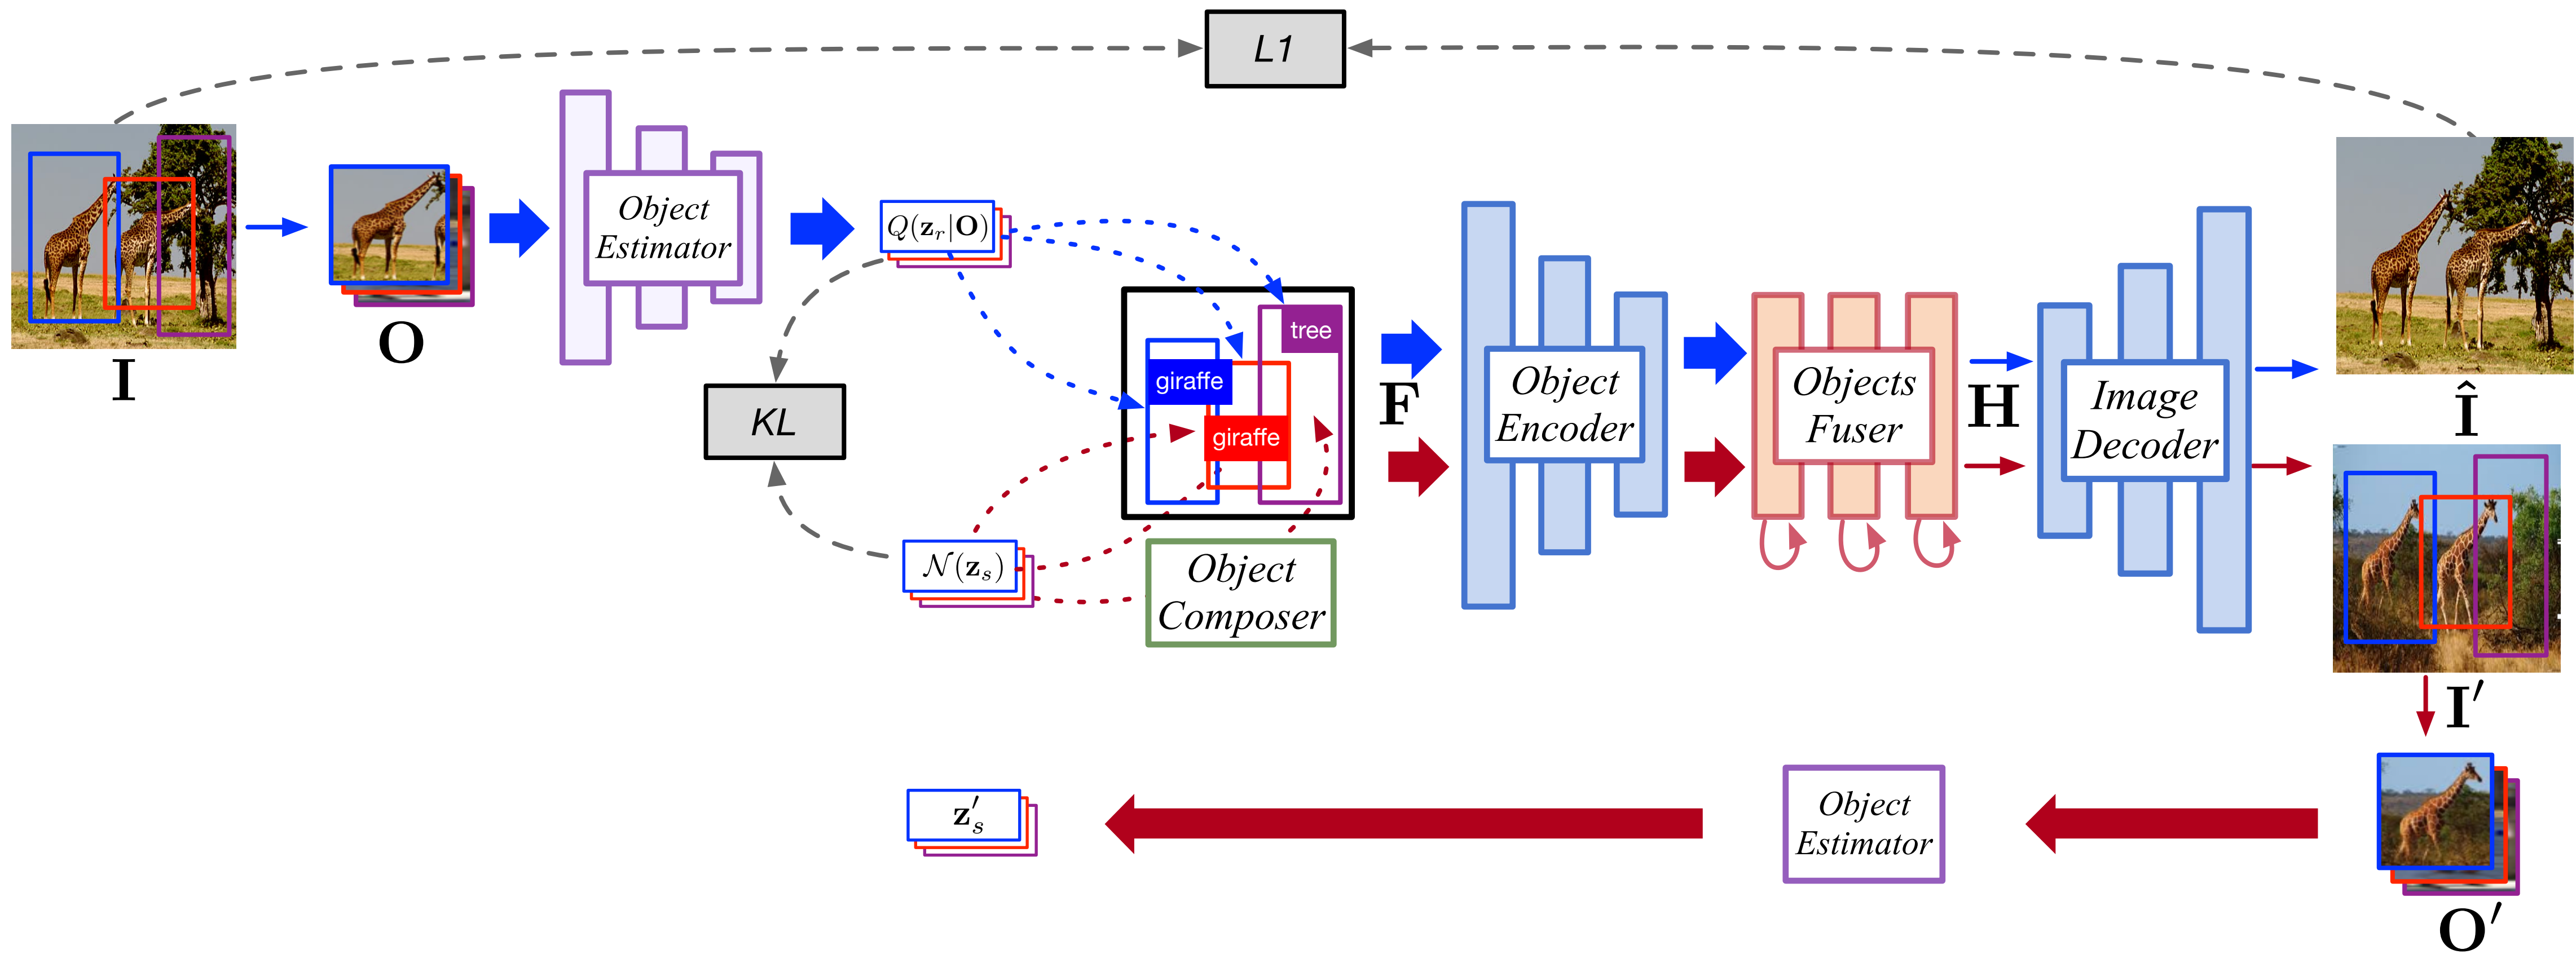 L1
I
O
Object
Estimator
Q(z_r|O)
KL
N(z_s)
tree
giraffe
giraffe
Object
Composer
F
Object
Encoder
Objects
Fuser
H
Image
Decoder
Î
I′
O′
Object
Estimator
z′_s